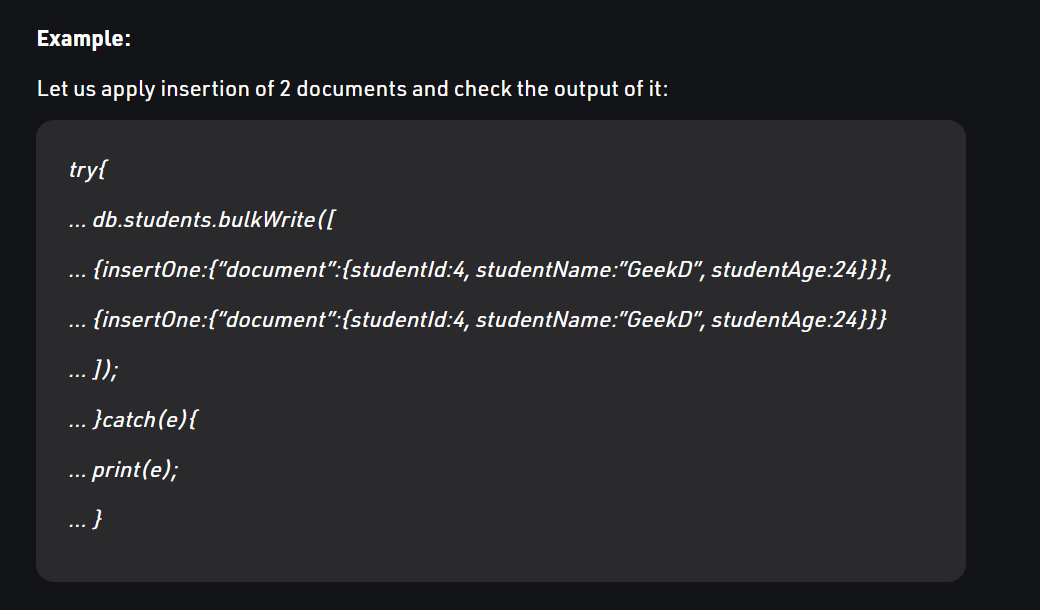 Example:
Let us apply insertion of 2 documents and check the output of it:
try{
... db.students.bulkWrite([
... {insertOne:{“document”:{studentId:4, studentName:”GeekD”, studentAge:24}}},
... {insertOne:{“document”:{studentId:4, studentName:”GeekD”, studentAge:24}}}
... ]);
... }catch(e){
... print(e);
... }